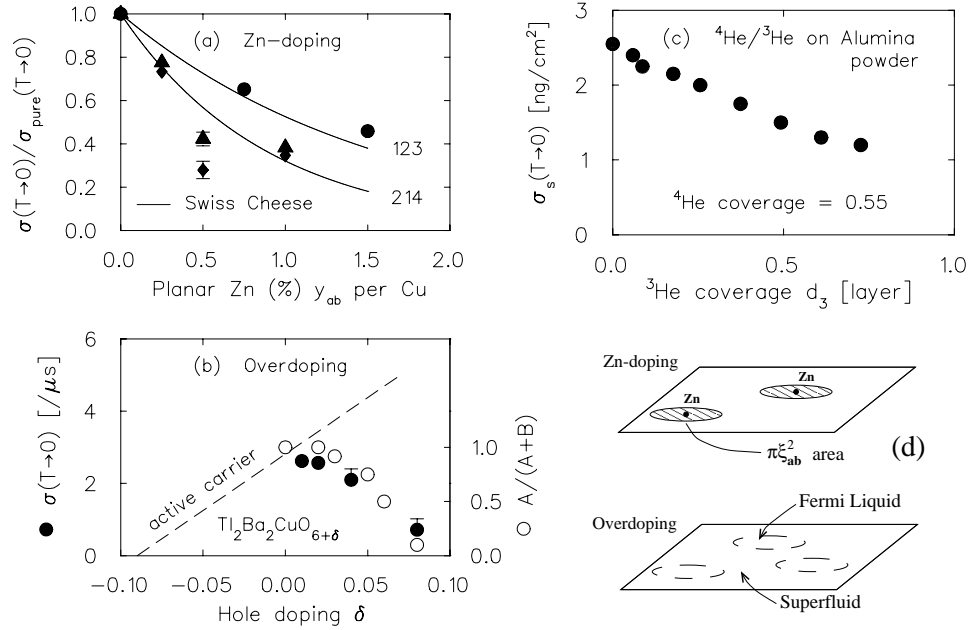 (a) Zn-doping
σ(T→0)/σpure(T→0)
1.0
0.8
0.6
0.4
0.2
0.0
123
214
Swiss Cheese
0.0 0.5 1.0 1.5 2.0
Planar Zn (%) yab per Cu
(c) ⁴He/³He on Alumina
powder
σs(T→0) [ng/cm²]
3
2
1
0
⁴He coverage = 0.55
0.0 0.5 1.0
³He coverage d₃ [layer]
(b) Overdoping
σ(T→0) [/μs]
6
4
2
0
active carrier
Tl₂Ba₂CuO₆₊δ
1.0
0.5
0.0
A/(A+B)
−0.10 −0.05 0.00 0.05 0.10
Hole doping δ
Zn-doping
Zn
Zn
πξ²ab area
(d)
Fermi Liquid
Overdoping
Superfluid